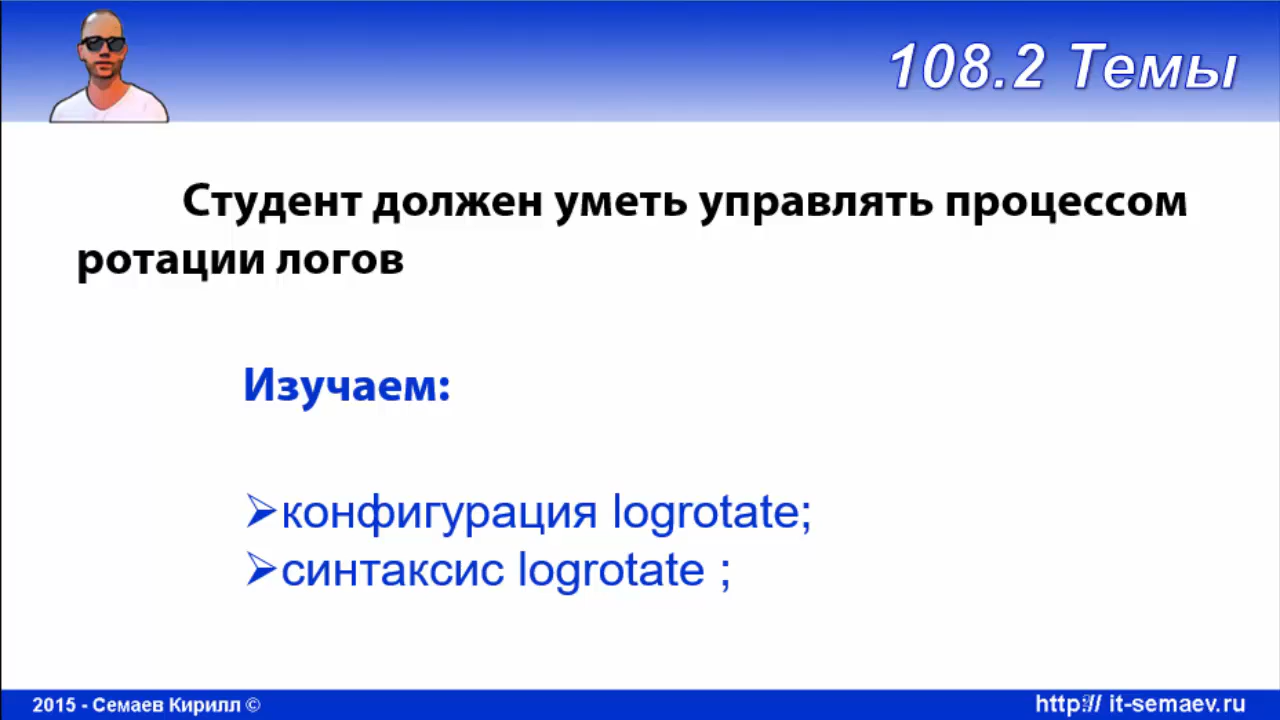 108.2 Темы
Студент должен уметь управлять процессом
ротации логов
Изучаем:
➢конфигурация logrotate;
➢синтаксис logrotate ;
2015 - Семаев Кирилл ©
http:// it-semaev.ru